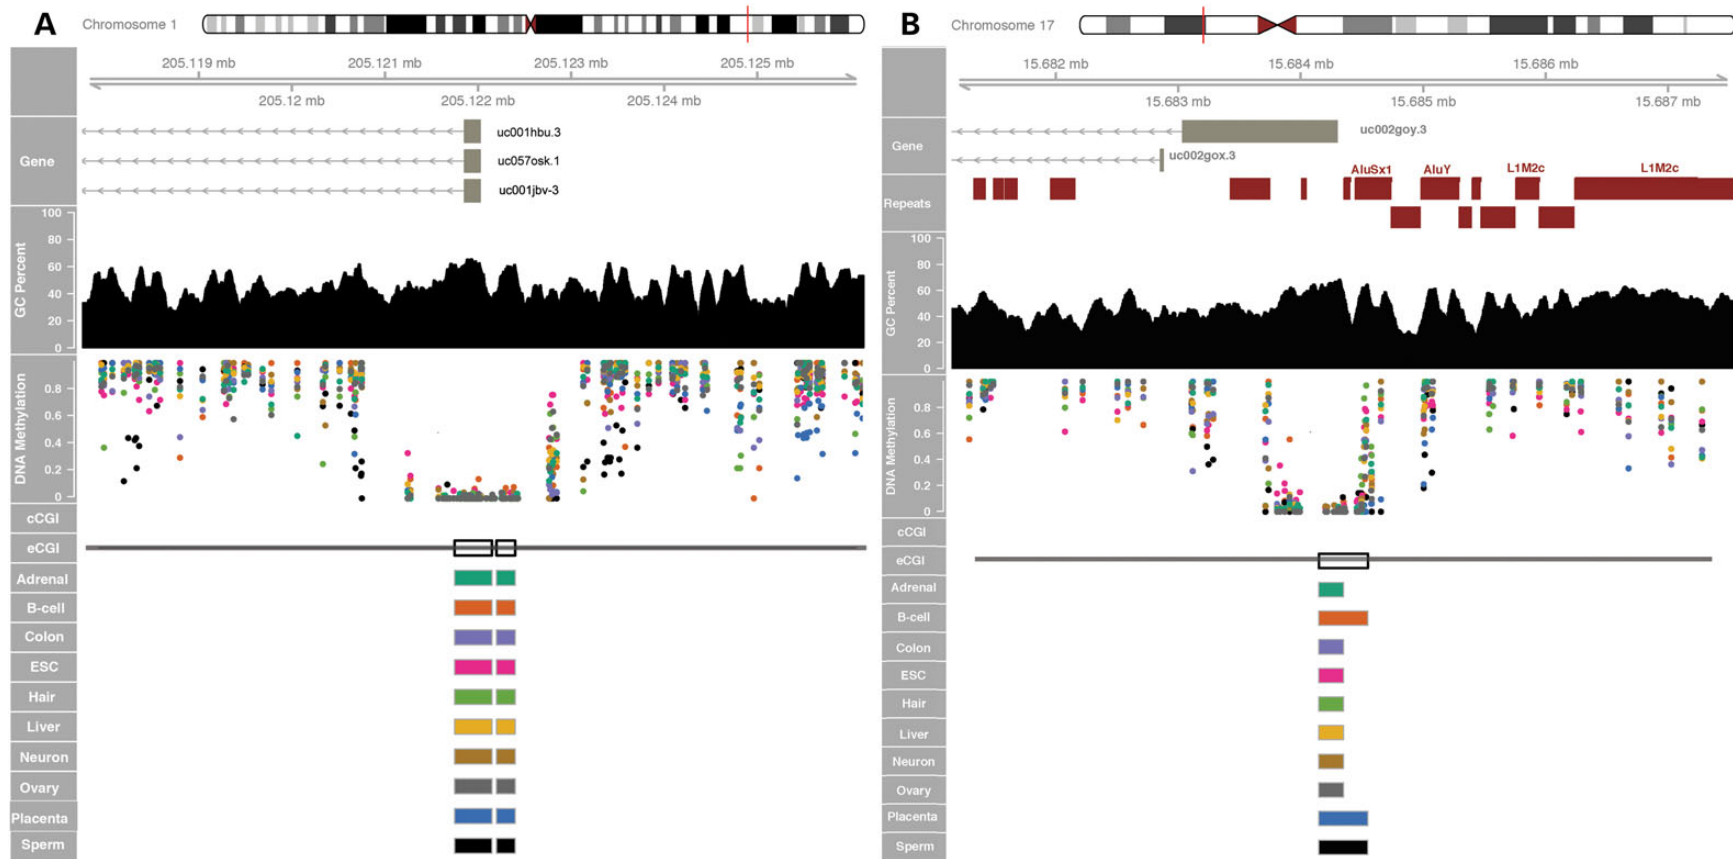 A
Chromosome 1
205.119 mb
205.121 mb
205.123 mb
205.125 mb
205.12 mb
205.122 mb
205.124 mb
Gene
uc001hbu.3
uc057osk.1
uc001jbv-3
GC Percent
100
80
60
40
20
0
DNA Methylation
0.8
0.6
0.4
0.2
0
cCGI
eCGI
Adrenal
B-cell
Colon
ESC
Hair
Liver
Neuron
Ovary
Placenta
Sperm
B
Chromosome 17
15.682 mb
15.684 mb
15.686 mb
15.683 mb
15.685 mb
15.687 mb
Gene
uc002goy.3
uc002gox.3
Repeats
AluSx1
AluY
L1M2c
L1M2c
GC Percent
100
80
60
40
20
0
DNA Methylation
0.8
0.6
0.4
0.2
0
cCGI
eCGI
Adrenal
B-cell
Colon
ESC
Hair
Liver
Neuron
Ovary
Placenta
Sperm